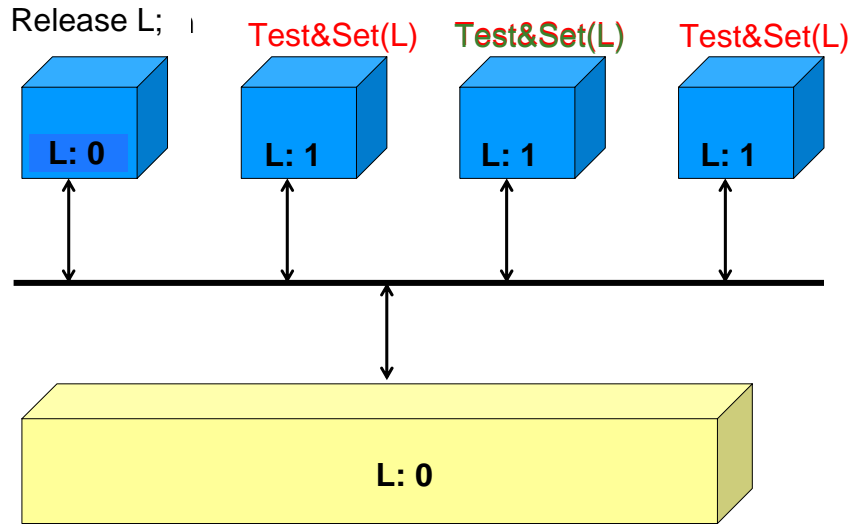 Release L;
Test&Set(L) Test&Set(L) Test&Set(L)
L: 0 L: 1 L: 1 L: 1
L: 0